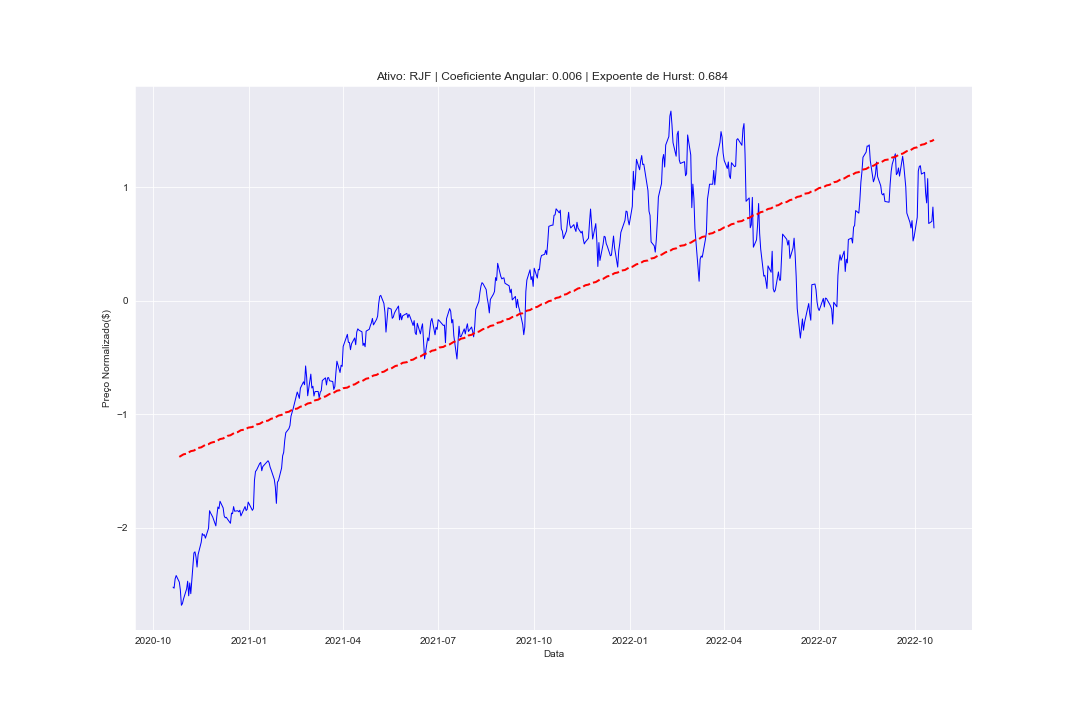 Ativo: RJF | Coeficiente Angular: 0.006 | Expoente de Hurst: 0.684
Preço Normalizado($)
1
0
−1
−2
2020-10 2021-01 2021-04 2021-07 2021-10 2022-01 2022-04 2022-07 2022-10
Data